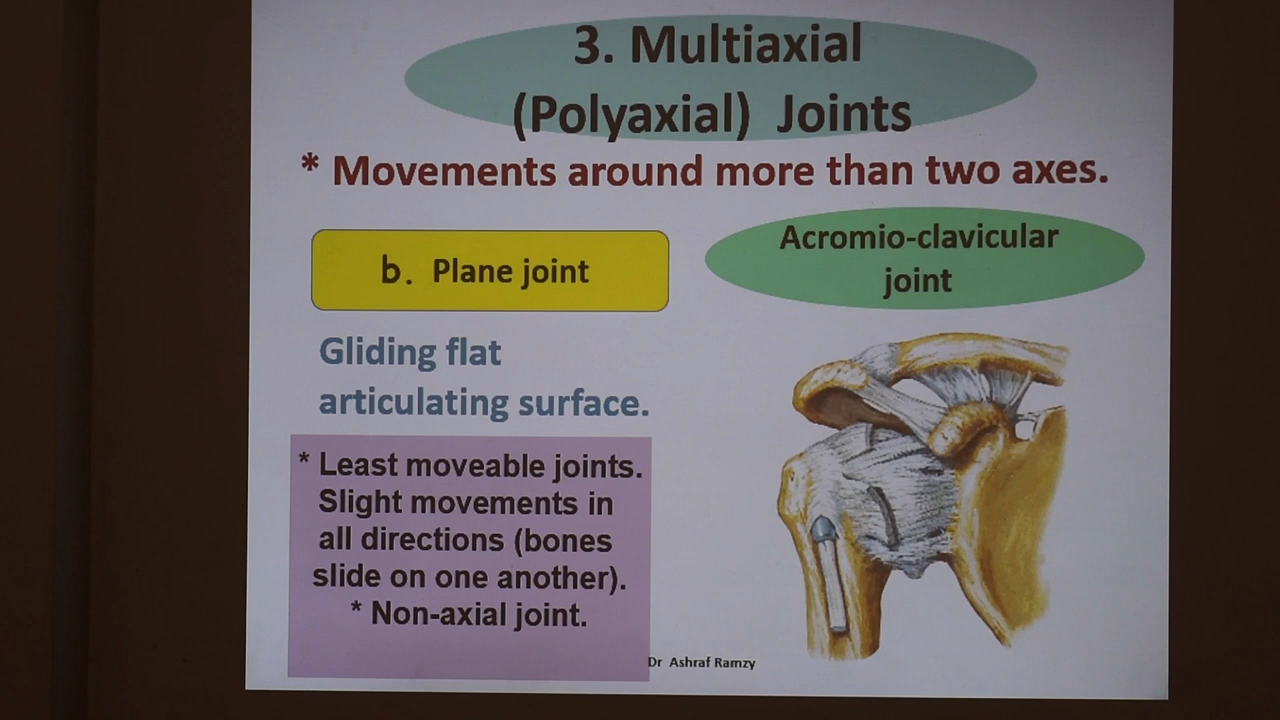 3. Multiaxial
(Polyaxial) Joints
* Movements around more than two axes.
b. Plane joint
Acromio-clavicular
joint
Gliding flat
articulating surface.
* Least moveable joints.
Slight movements in
all directions (bones
slide on one another).
* Non-axial joint.
Dr Ashraf Ramzy